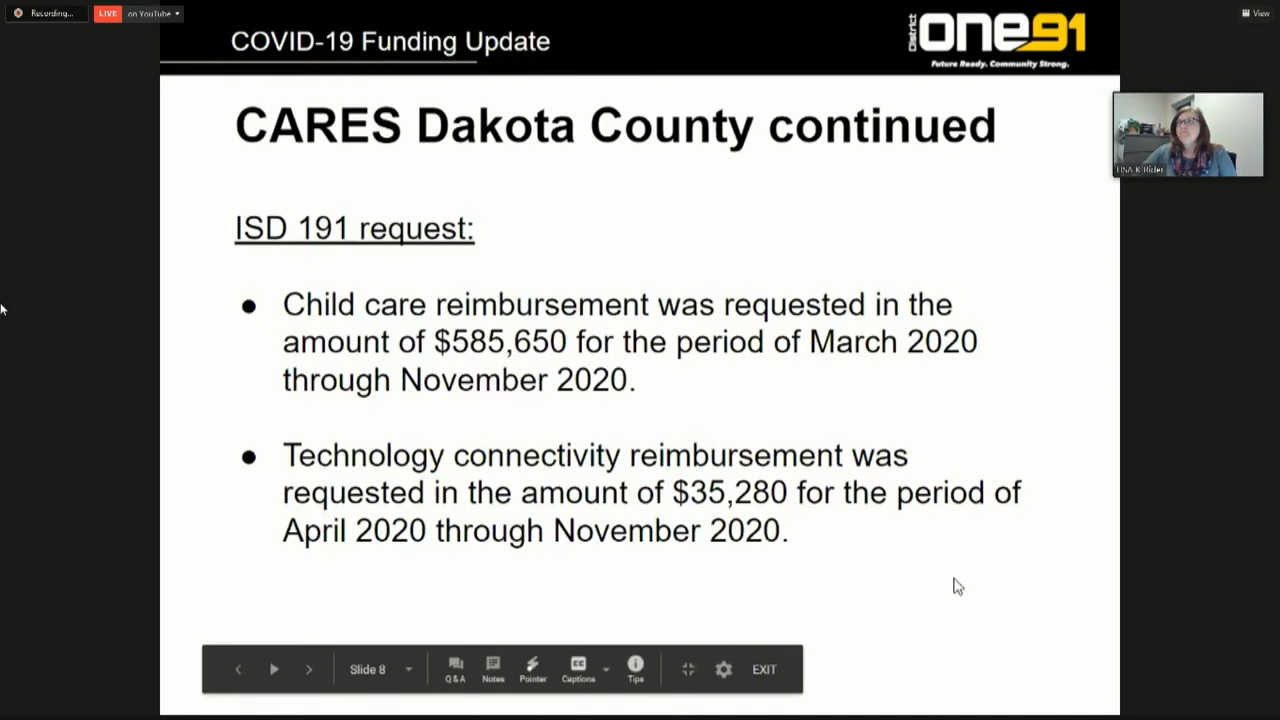 Recording...
LIVE on YouTube
View
COVID-19 Funding Update
District one91
Future Ready. Community Strong.
CARES Dakota County continued
LISA K Rider
ISD 191 request:
● Child care reimbursement was requested in the
amount of $585,650 for the period of March 2020
through November 2020.
● Technology connectivity reimbursement was
requested in the amount of $35,280 for the period of
April 2020 through November 2020.
Slide 8
Q & A
Notes
Pointer
CC
Captions
Tips
EXIT